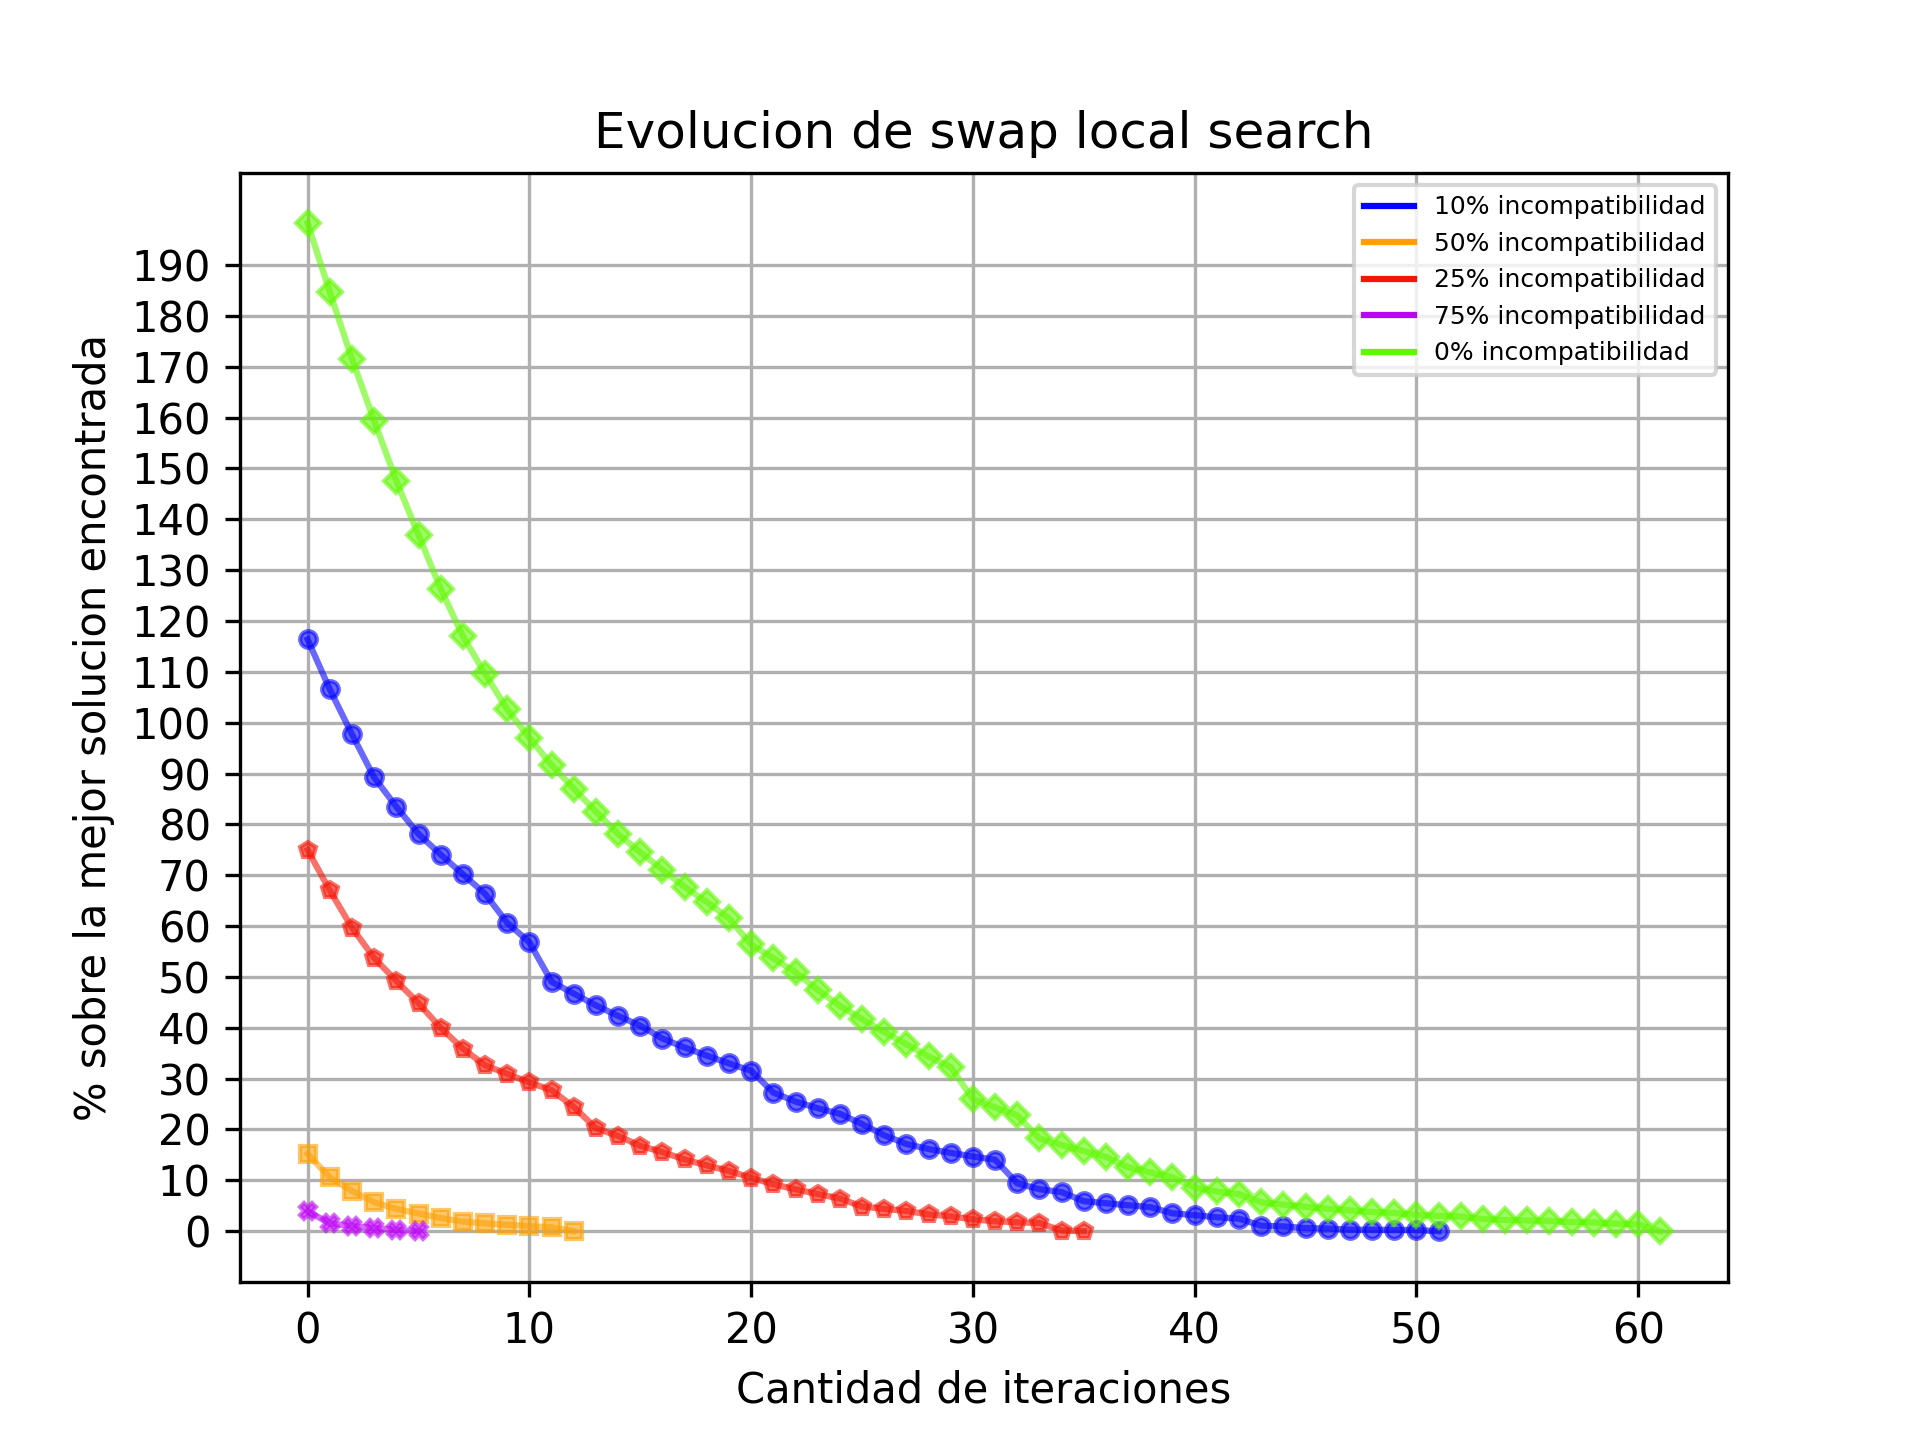 Evolucion de swap local search
10% incompatibilidad
50% incompatibilidad
25% incompatibilidad
75% incompatibilidad
0% incompatibilidad
% sobre la mejor solucion encontrada
190
180
170
160
150
140
130
120
110
100
90
80
70
60
50
40
30
20
10
0
0 10 20 30 40 50 60
Cantidad de iteraciones